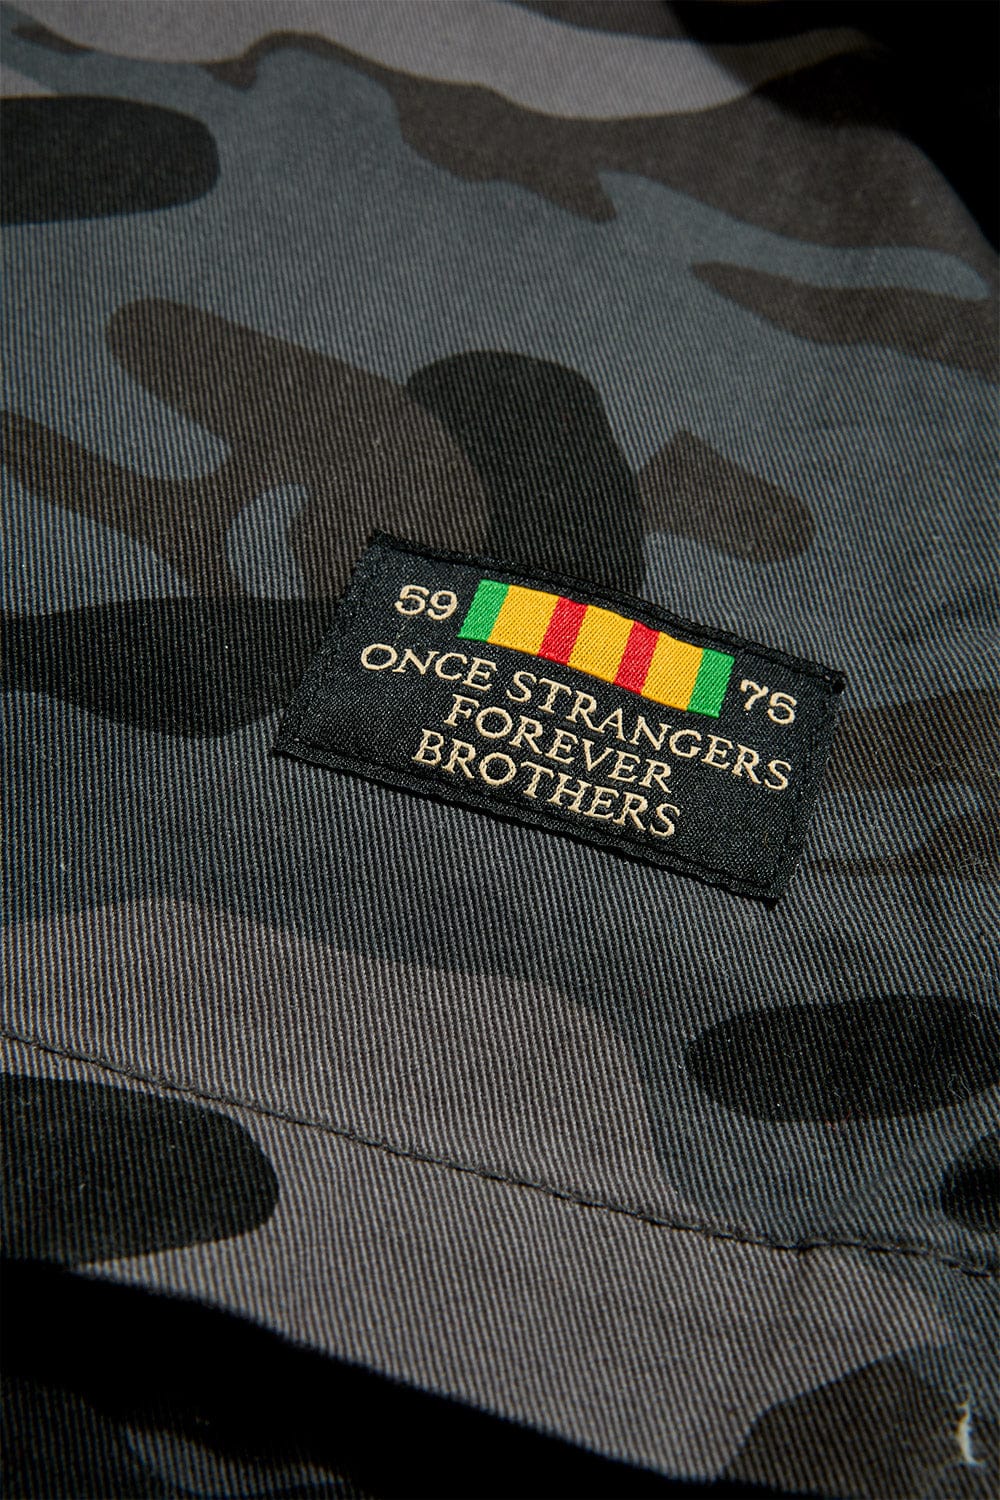 59 75
ONCE STRANGERS
FOREVER
BROTHERS